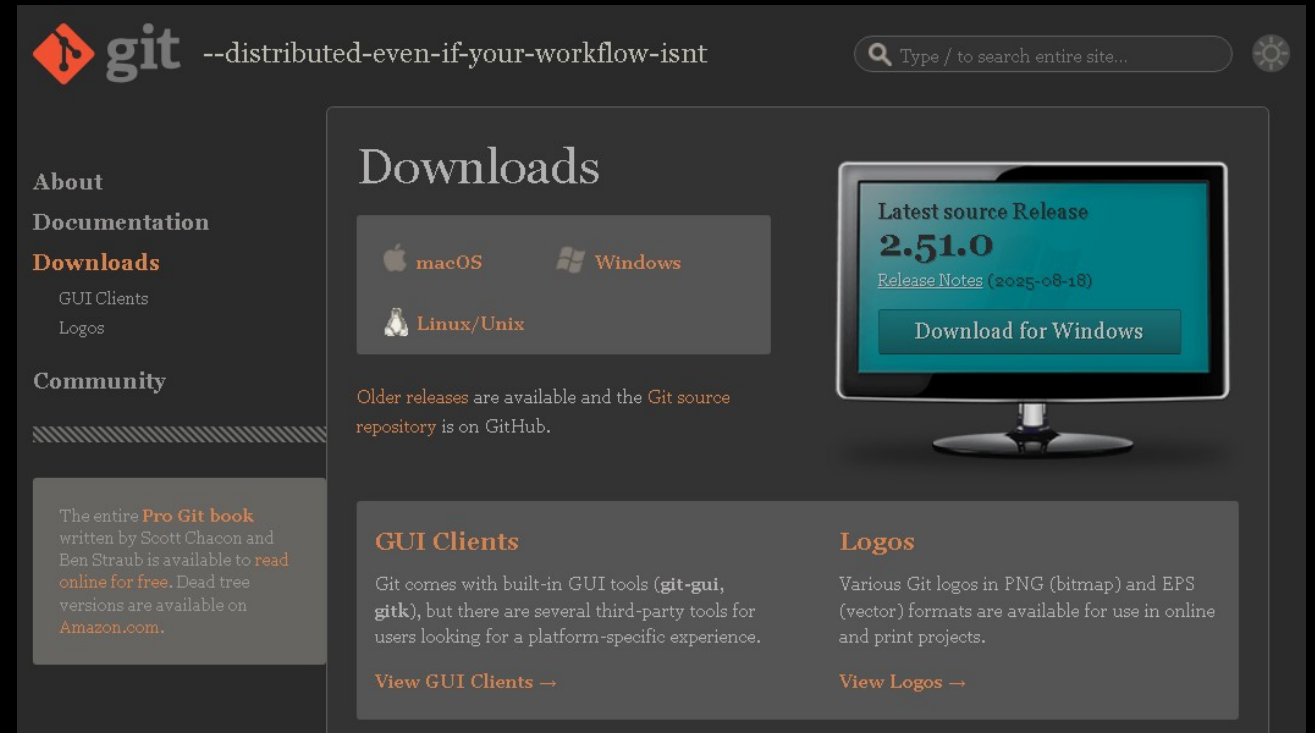 git --distributed-even-if-your-workflow-isnt
Type / to search entire site...
About
Documentation
Downloads
GUI Clients
Logos
Community
The entire Pro Git book
written by Scott Chacon and
Ben Straub is available to read
online for free. Dead tree
versions are available on
Amazon.com.
Downloads
macOS
Windows
Linux/Unix
Older releases are available and the Git source
repository is on GitHub.
Latest source Release
2.51.0
Release Notes (2025-08-18)
Download for Windows
GUI Clients
Git comes with built-in GUI tools (git-gui,
gitk), but there are several third-party tools for
users looking for a platform-specific experience.
View GUI Clients →
Logos
Various Git logos in PNG (bitmap) and EPS
(vector) formats are available for use in online
and print projects.
View Logos →